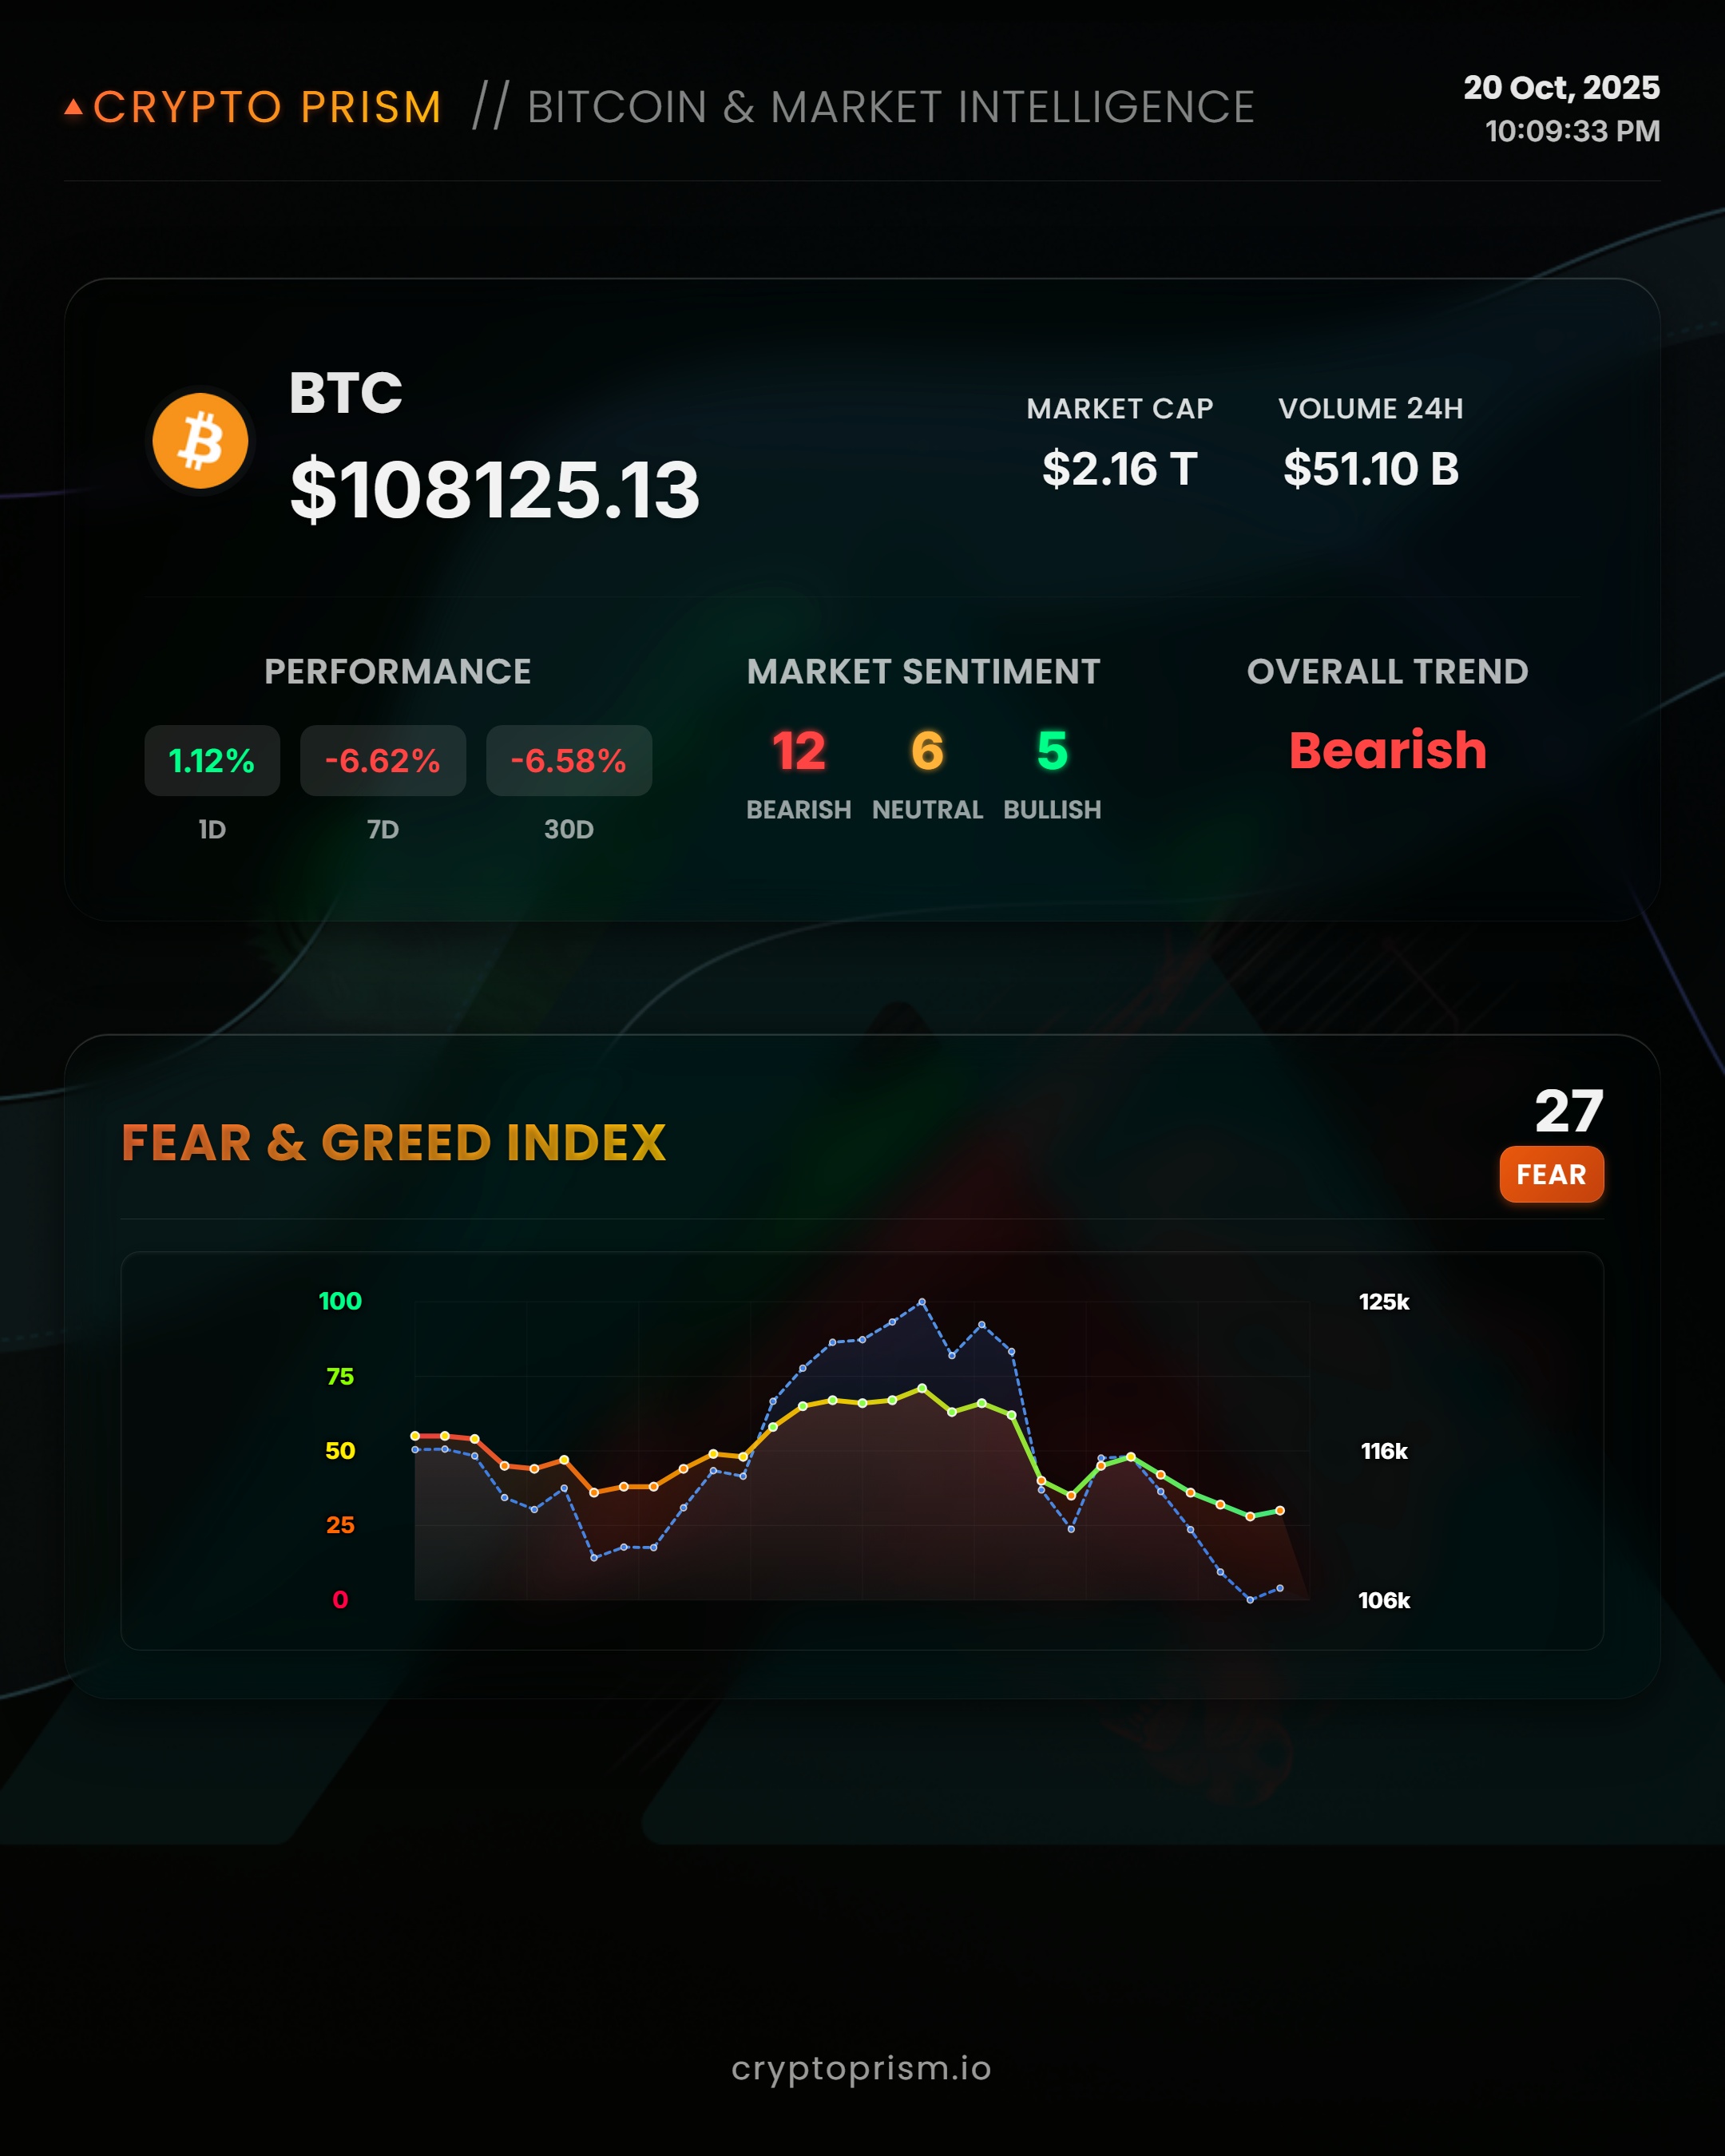 CRYPTO PRISM // BITCOIN & MARKET INTELLIGENCE
20 Oct, 2025
10:09:33 PM
BTC
$108125.13
MARKET CAP
$2.16 T
VOLUME 24H
$51.10 B
PERFORMANCE
1.12% -6.62% -6.58%
1D 7D 30D
MARKET SENTIMENT
12 6 5
BEARISH NEUTRAL BULLISH
OVERALL TREND
Bearish
FEAR & GREED INDEX
27
FEAR
100
75
50
25
0
125k
116k
106k
cryptoprism.io